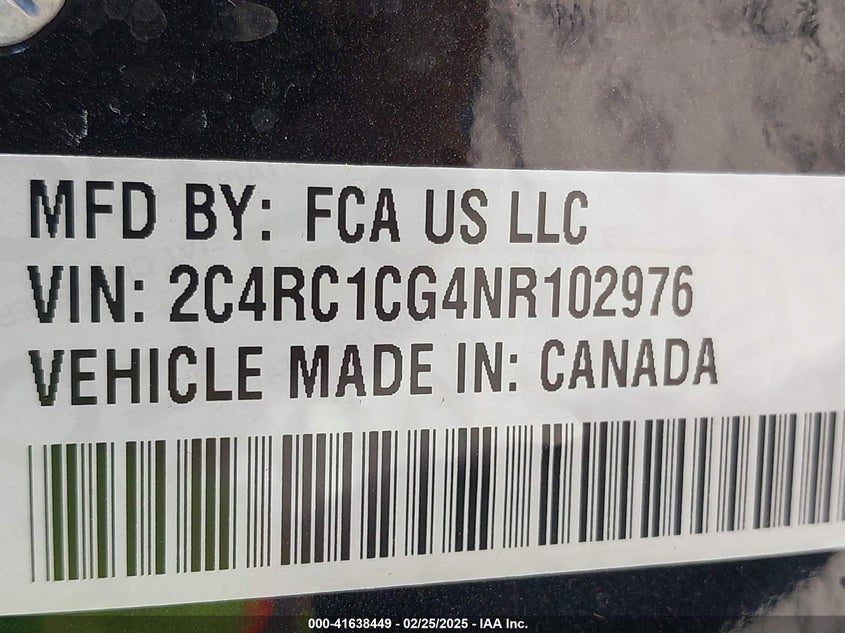 MFD BY: FCA US LLC
VIN: 2C4RC1CG4NR102976
VEHICLE MADE IN: CANADA
000-41638449 - 02/25/2025 - IAA Inc.